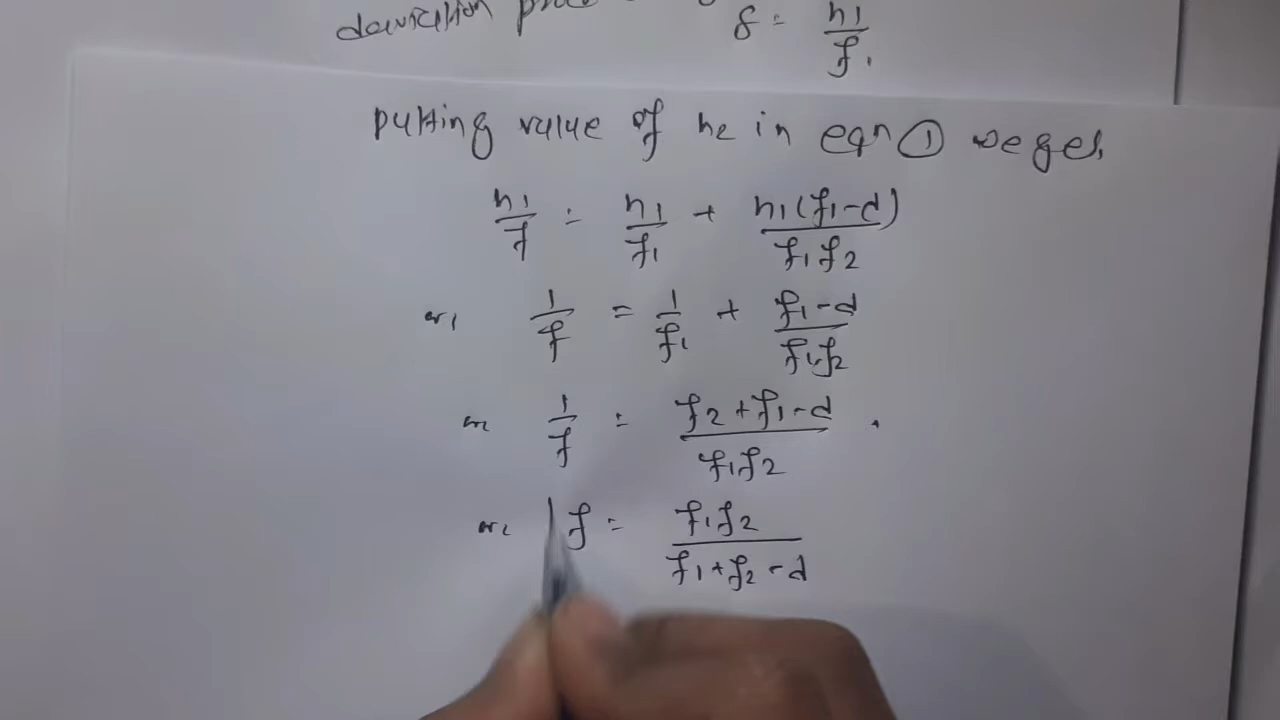 deviation δ = h1/f1
putting value of h2 in eqn ① we get,
h1/f = h1/f1 + h1(f1-d)/f1f2
or, 1/f = 1/f1 + f1-d/f1f2
or 1/f = f2+f1-d/f1f2 .
or, f = f1f2/f1+f2-d